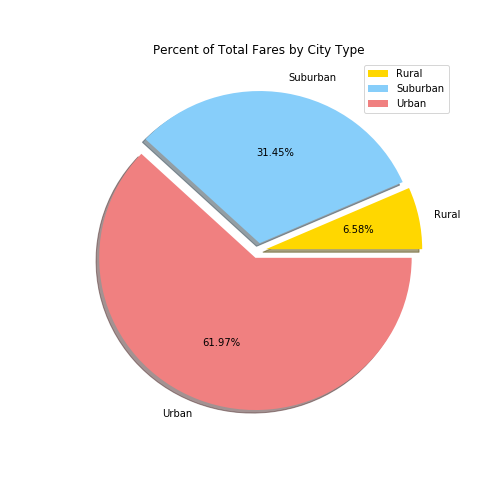 Percent of Total Fares by City Type
Rural
Suburban
Urban
Suburban
31.45%
Rural
6.58%
61.97%
Urban